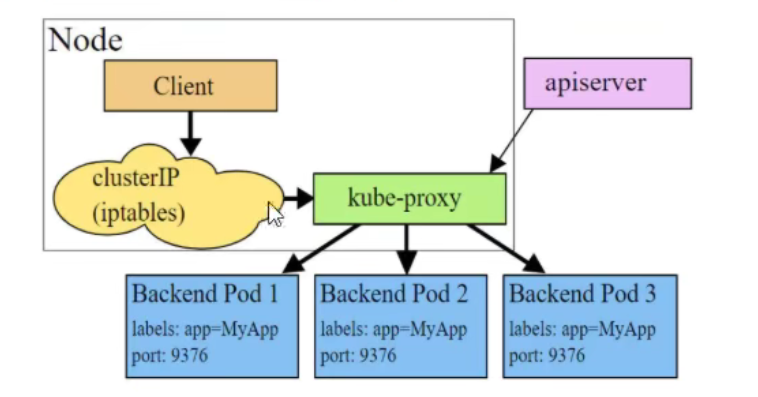 Node
Client
apiserver
clusterIP
(iptables)
kube-proxy
Backend Pod 1
labels: app=MyApp
port: 9376
Backend Pod 2
labels: app=MyApp
port: 9376
Backend Pod 3
labels: app=MyApp
port: 9376